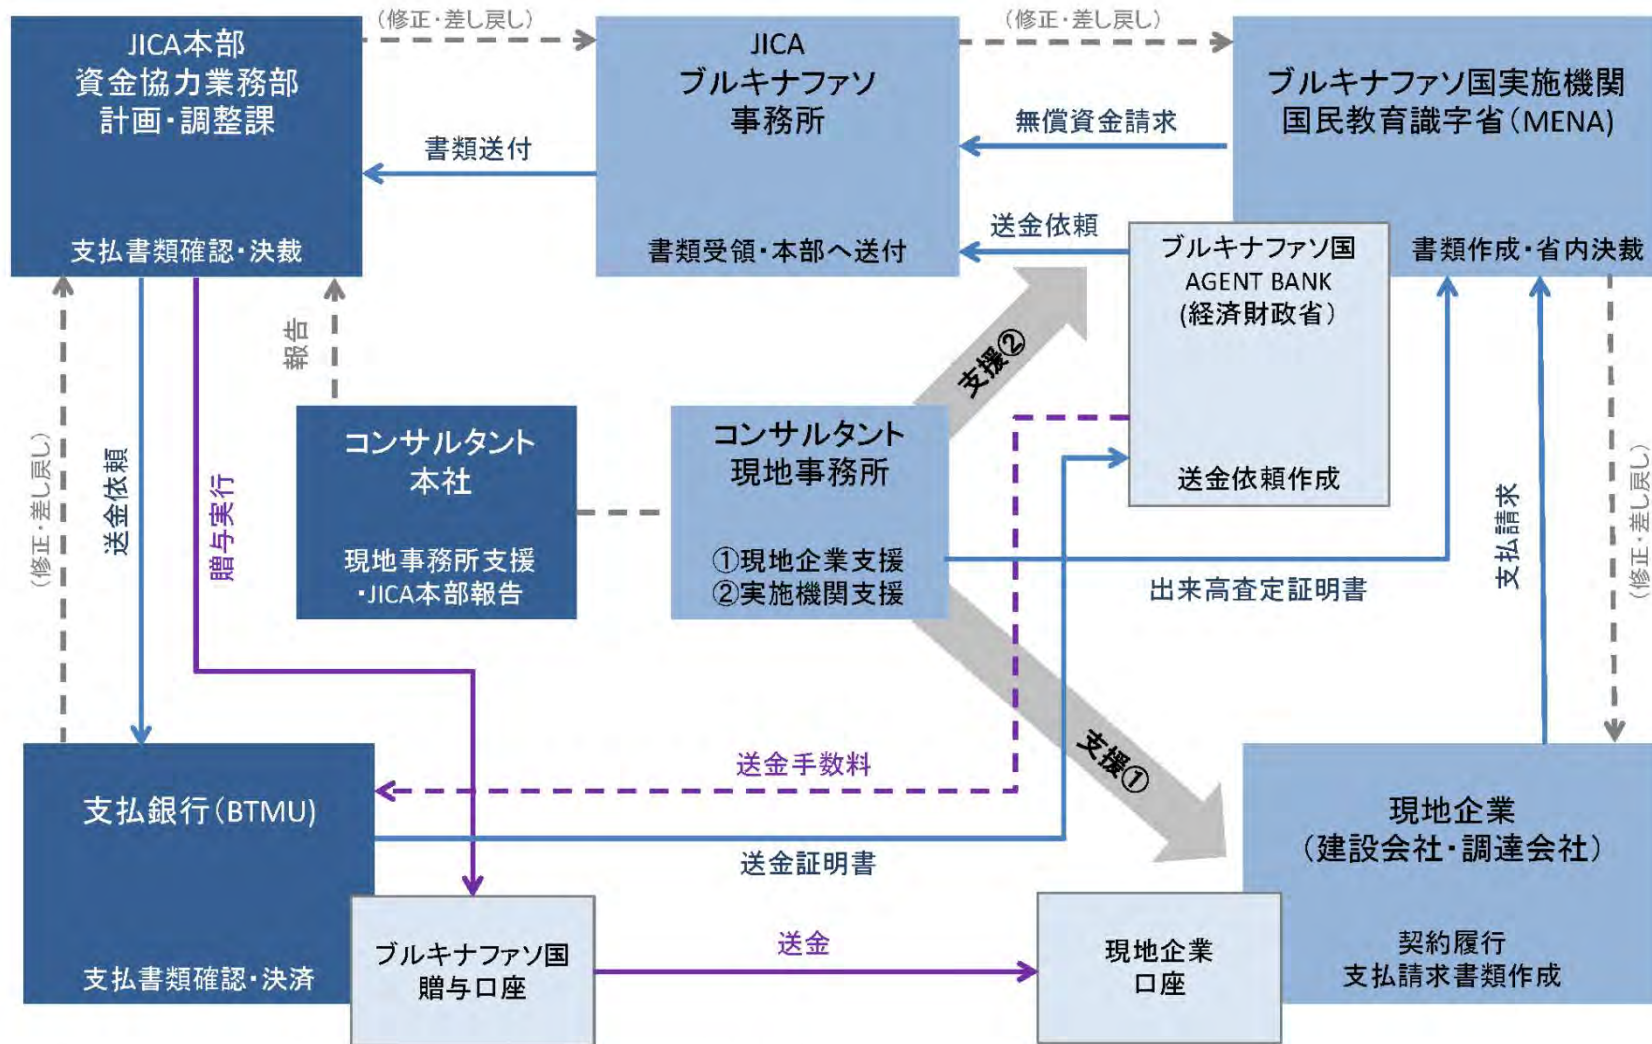 (修正・差し戻し)
(修正・差し戻し)
JICA本部
資金協力業務部
計画・調整課
支払書類確認・決裁
書類送付
JICA
ブルキナファソ
事務所
書類受領・本部へ送付
無償資金請求
送金依頼
ブルキナファソ国実施機関
国民教育識字省(MENA)
書類作成・省内決裁
ブルキナファソ国
AGENT BANK
(経済財政省)
送金依頼作成
報告
支援②
コンサルタント
本社
現地事務所支援
・JICA本部報告
コンサルタント
現地事務所
①現地企業支援
②実施機関支援
(修正・差し戻し)
送金依頼
贈与実行
出来高査定証明書
支払請求
(修正・差し戻し)
送金手数料
支援①
送金証明書
支払銀行(BTMU)
支払書類確認・決済
ブルキナファソ国
贈与口座
送金
現地企業
口座
現地企業
(建設会社・調達会社)
契約履行
支払請求書類作成